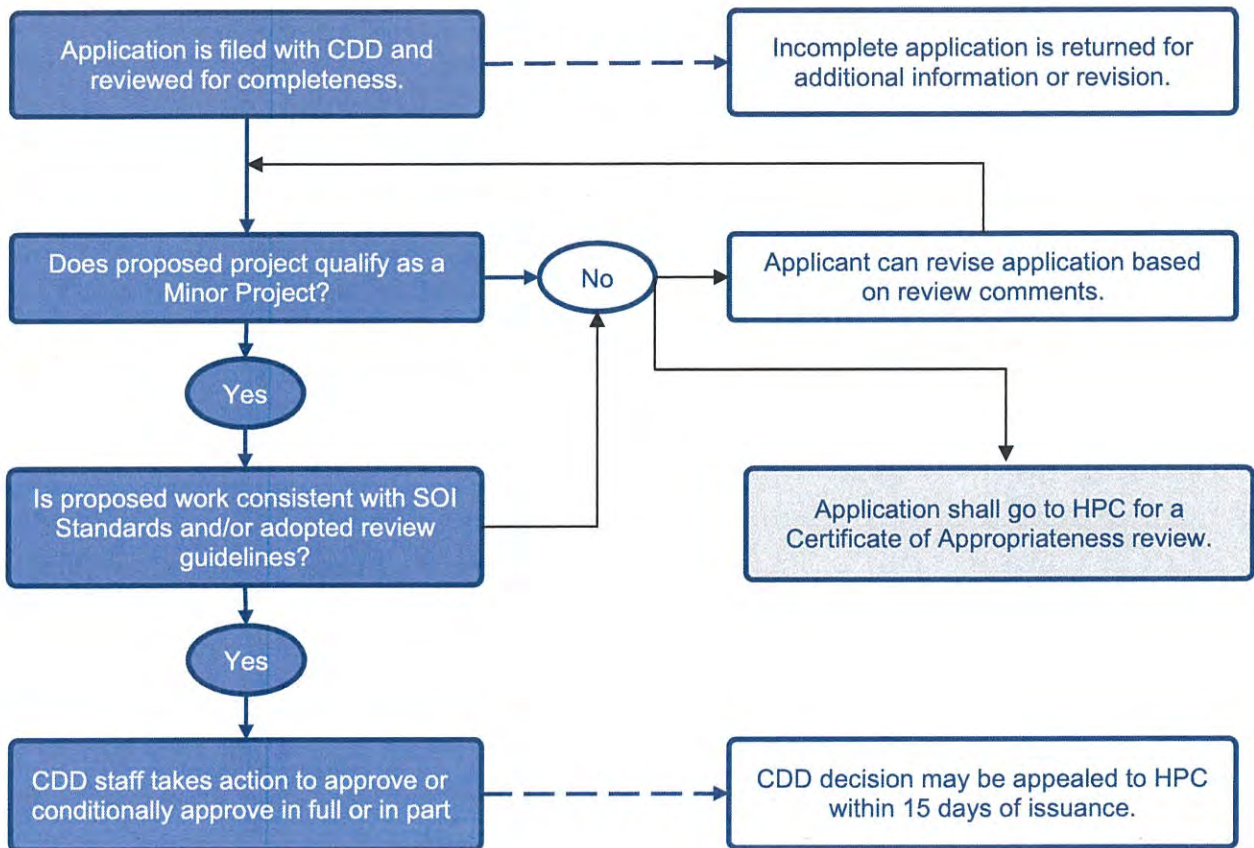 Application is filed with CDD and
reviewed for completeness.
Incomplete application is returned for
additional information or revision.
Does proposed project qualify as a
Minor Project?
No
Applicant can revise application based
on review comments.
Yes
Is proposed work consistent with SOI
Standards and/or adopted review
guidelines?
Application shall go to HPC for a
Certificate of Appropriateness review.
Yes
CDD staff takes action to approve or
conditionally approve in full or in part
CDD decision may be appealed to HPC
within 15 days of issuance.